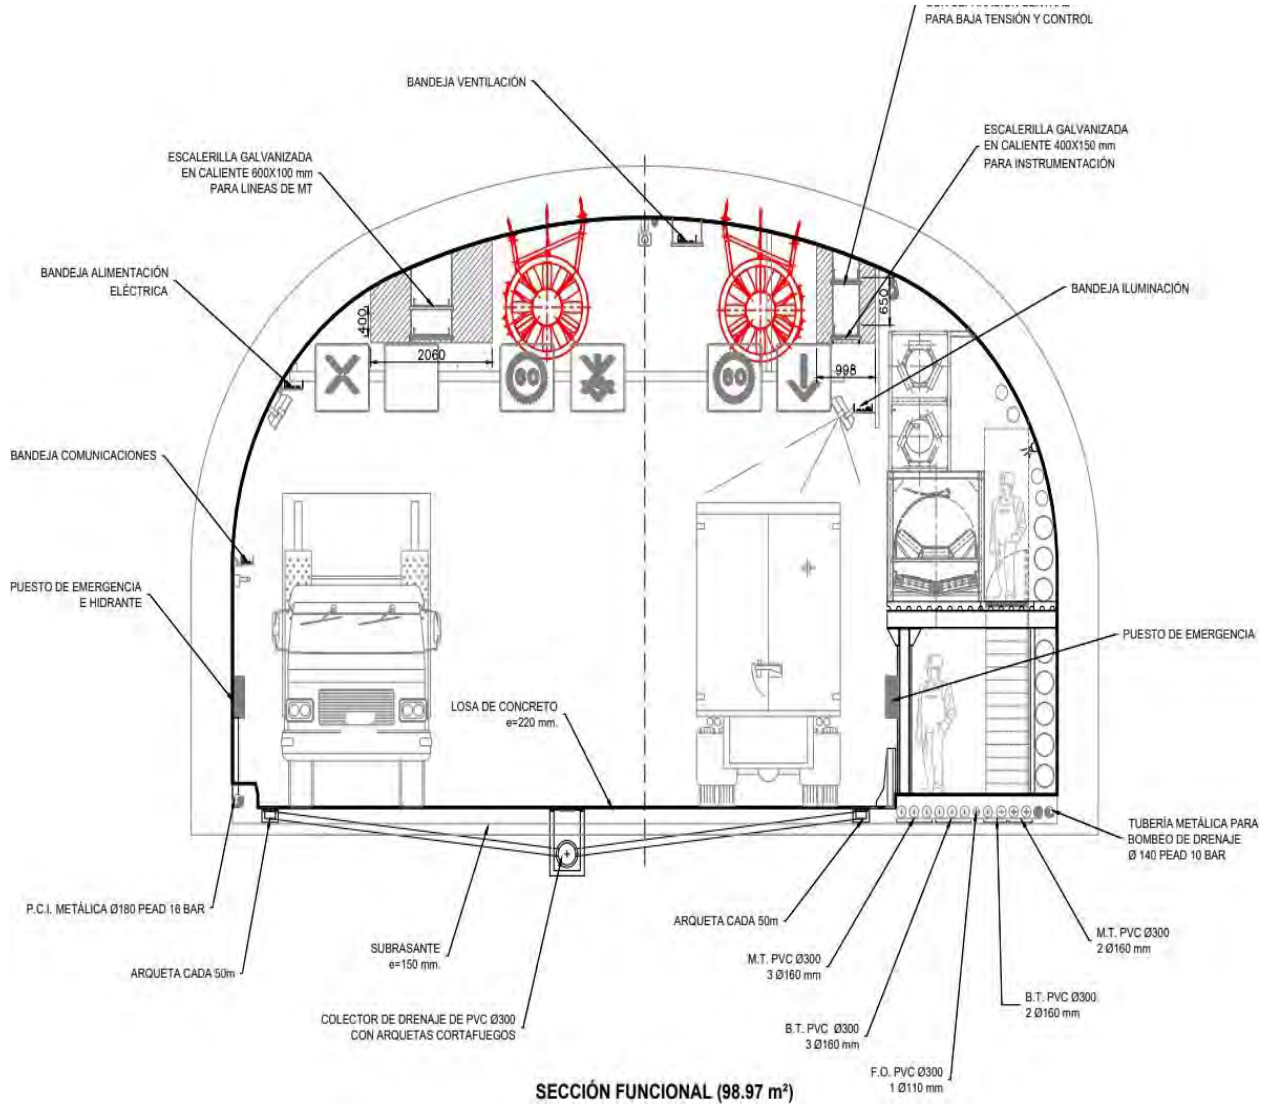 PARA BAJA TENSIÓN Y CONTROL
BANDEJA VENTILACIÓN
ESCALERILLA GALVANIZADA
EN CALIENTE 400X150 mm
PARA INSTRUMENTACIÓN
ESCALERILLA GALVANIZADA
EN CALIENTE 600X100 mm
PARA LINEAS DE MT
BANDEJA ALIMENTACIÓN
ELÉCTRICA
BANDEJA ILUMINACIÓN
400
650
2060
998
60
60
BANDEJA COMUNICACIONES
PUESTO DE EMERGENCIA
E HIDRANTE
PUESTO DE EMERGENCIA
LOSA DE CONCRETO
e=220 mm.
TUBERÍA METÁLICA PARA
BOMBEO DE DRENAJE
Ø 140 PEAD 10 BAR
P.C.I. METÁLICA Ø180 PEAD 16 BAR
ARQUETA CADA 50m
SUBRASANTE
e=150 mm.
COLECTOR DE DRENAJE DE PVC Ø300
CON ARQUETAS CORTAFUEGOS
ARQUETA CADA 50m
M.T. PVC Ø300
3 Ø160 mm
M.T. PVC Ø300
2 Ø160 mm
B.T. PVC Ø300
2 Ø160 mm
B.T. PVC Ø300
3 Ø160 mm
F.O. PVC Ø300
1 Ø110 mm
SECCIÓN FUNCIONAL (98.97 m²)